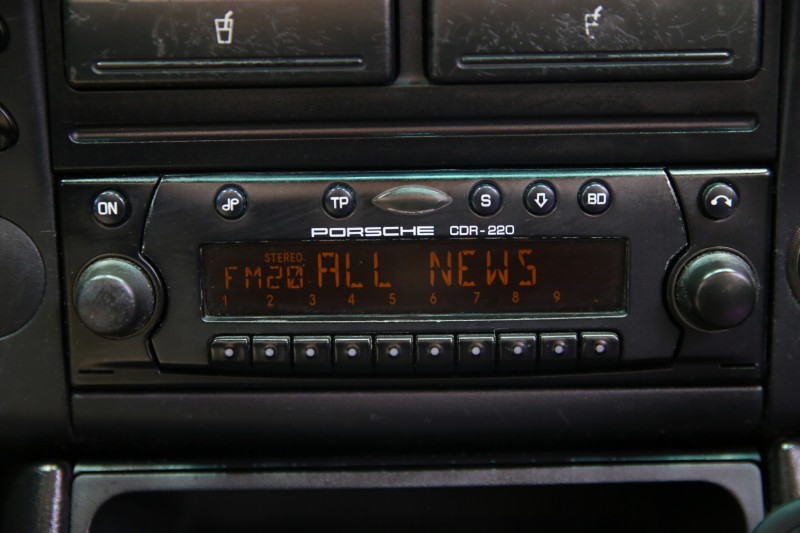 ON TP S BD
PORSCHE CDR-220
STEREO
FM20 ALL NEWS
1 2 3 4 5 6 7 8 9